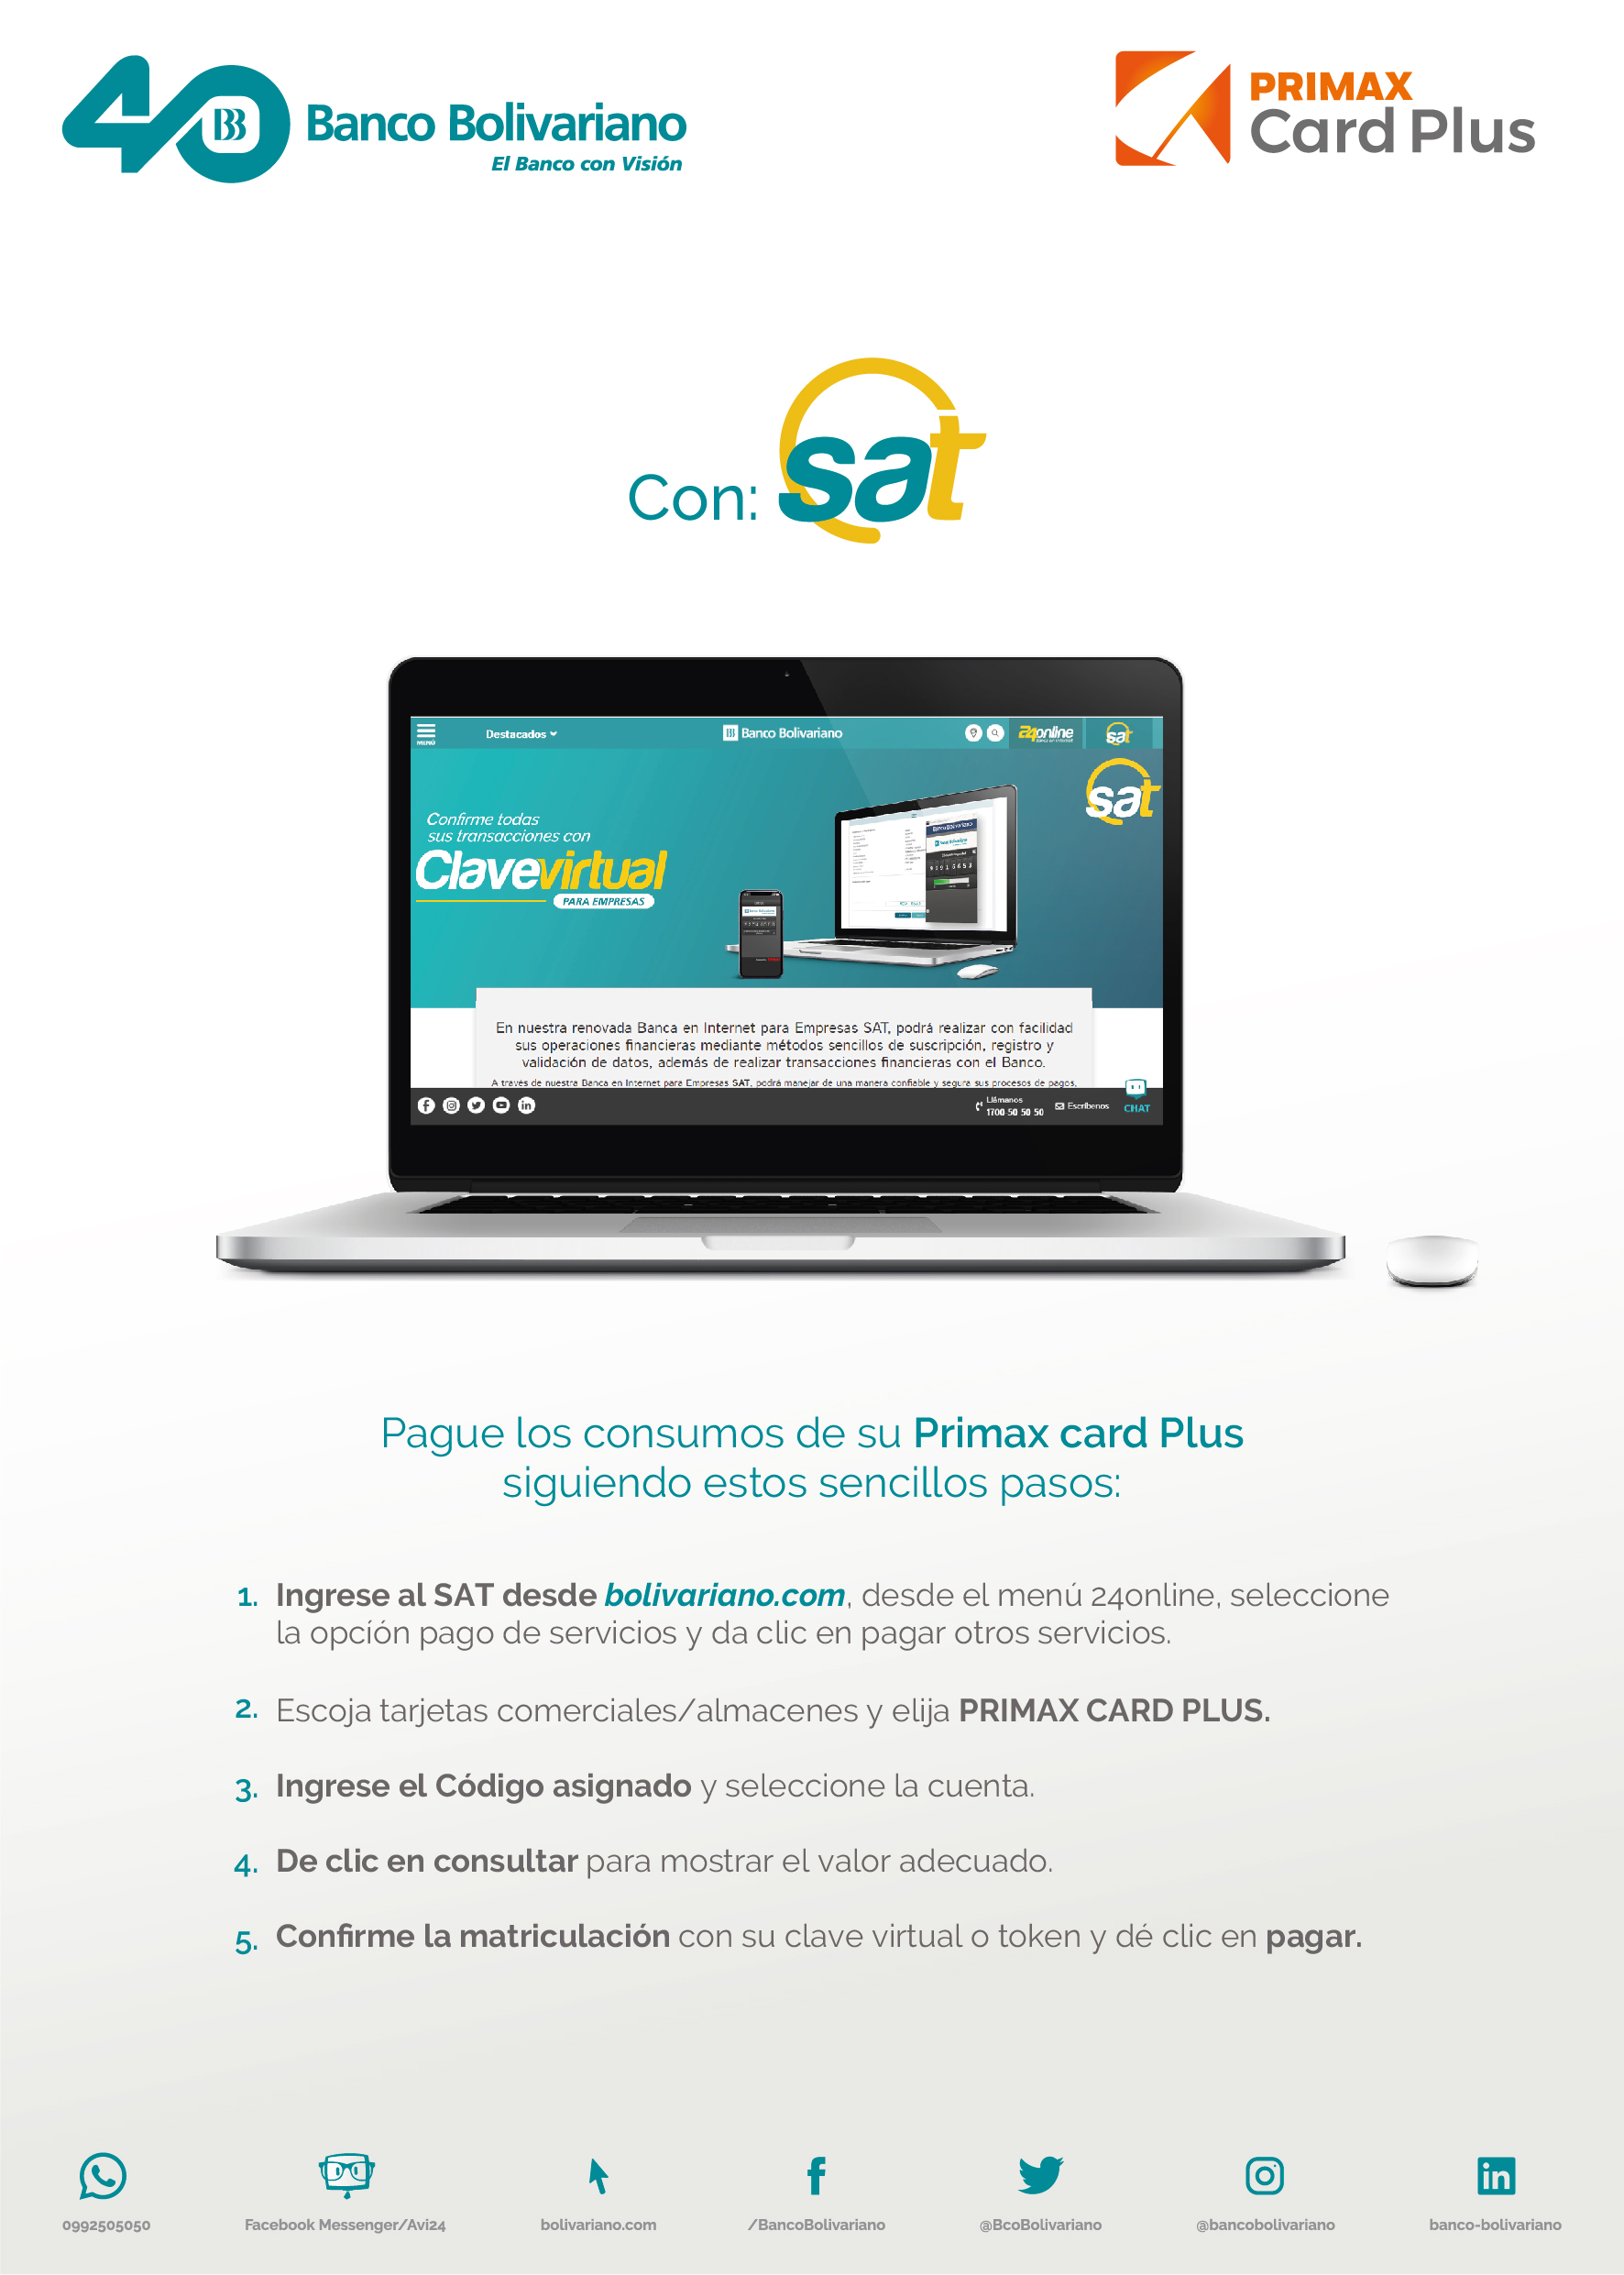 40 BB Banco Bolivariano
El Banco con Visión
PRIMAX
Card Plus
Con: sat
MENÚ
Destacados
Banco Bolivariano
24online
sat
sat
Confirme todas
sus transacciones con
Clavevirtual
PARA EMPRESAS
En nuestra renovada Banca en Internet para Empresas SAT, podrá realizar con facilidad
sus operaciones financieras mediante métodos sencillos de suscripción, registro y
validación de datos, además de realizar transacciones financieras con el Banco.
A través de nuestra Banca en Internet para Empresas SAT, podrá manejar de una manera confiable y segura sus procesos de pagos,
Llámanos
1700 50 50 50
Escríbenos
CHAT
Pague los consumos de su Primax card Plus
siguiendo estos sencillos pasos:
1. Ingrese al SAT desde bolivariano.com, desde el menú 24online, seleccione
la opcíón pago de servicios y da clic en pagar otros servicios.
2. Escoja tarjetas comerciales/almacenes y elija PRIMAX CARD PLUS.
3. Ingrese el Código asignado y seleccione la cuenta.
4. De clic en consultar para mostrar el valor adecuado.
5. Confirme la matriculación con su clave virtual o token y dé clic en pagar.
0992505050
Facebook Messenger/Avi24
bolivariano.com
/BancoBolivariano
@BcoBolivariano
@bancobolivariano
banco-bolivariano